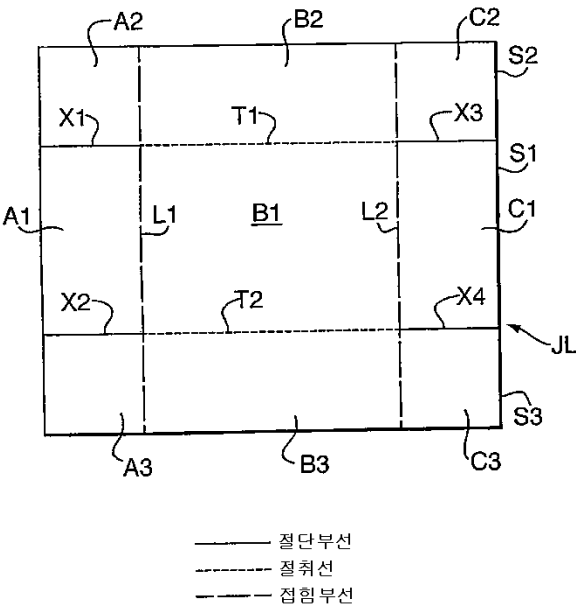 A2 B2 C2
S2
X1 T1 X3
S1
A1 L1 B1 L2 C1
X2 T2 X4
JL
S3
A3 B3 C3
절단부선
절취선
접힘부선